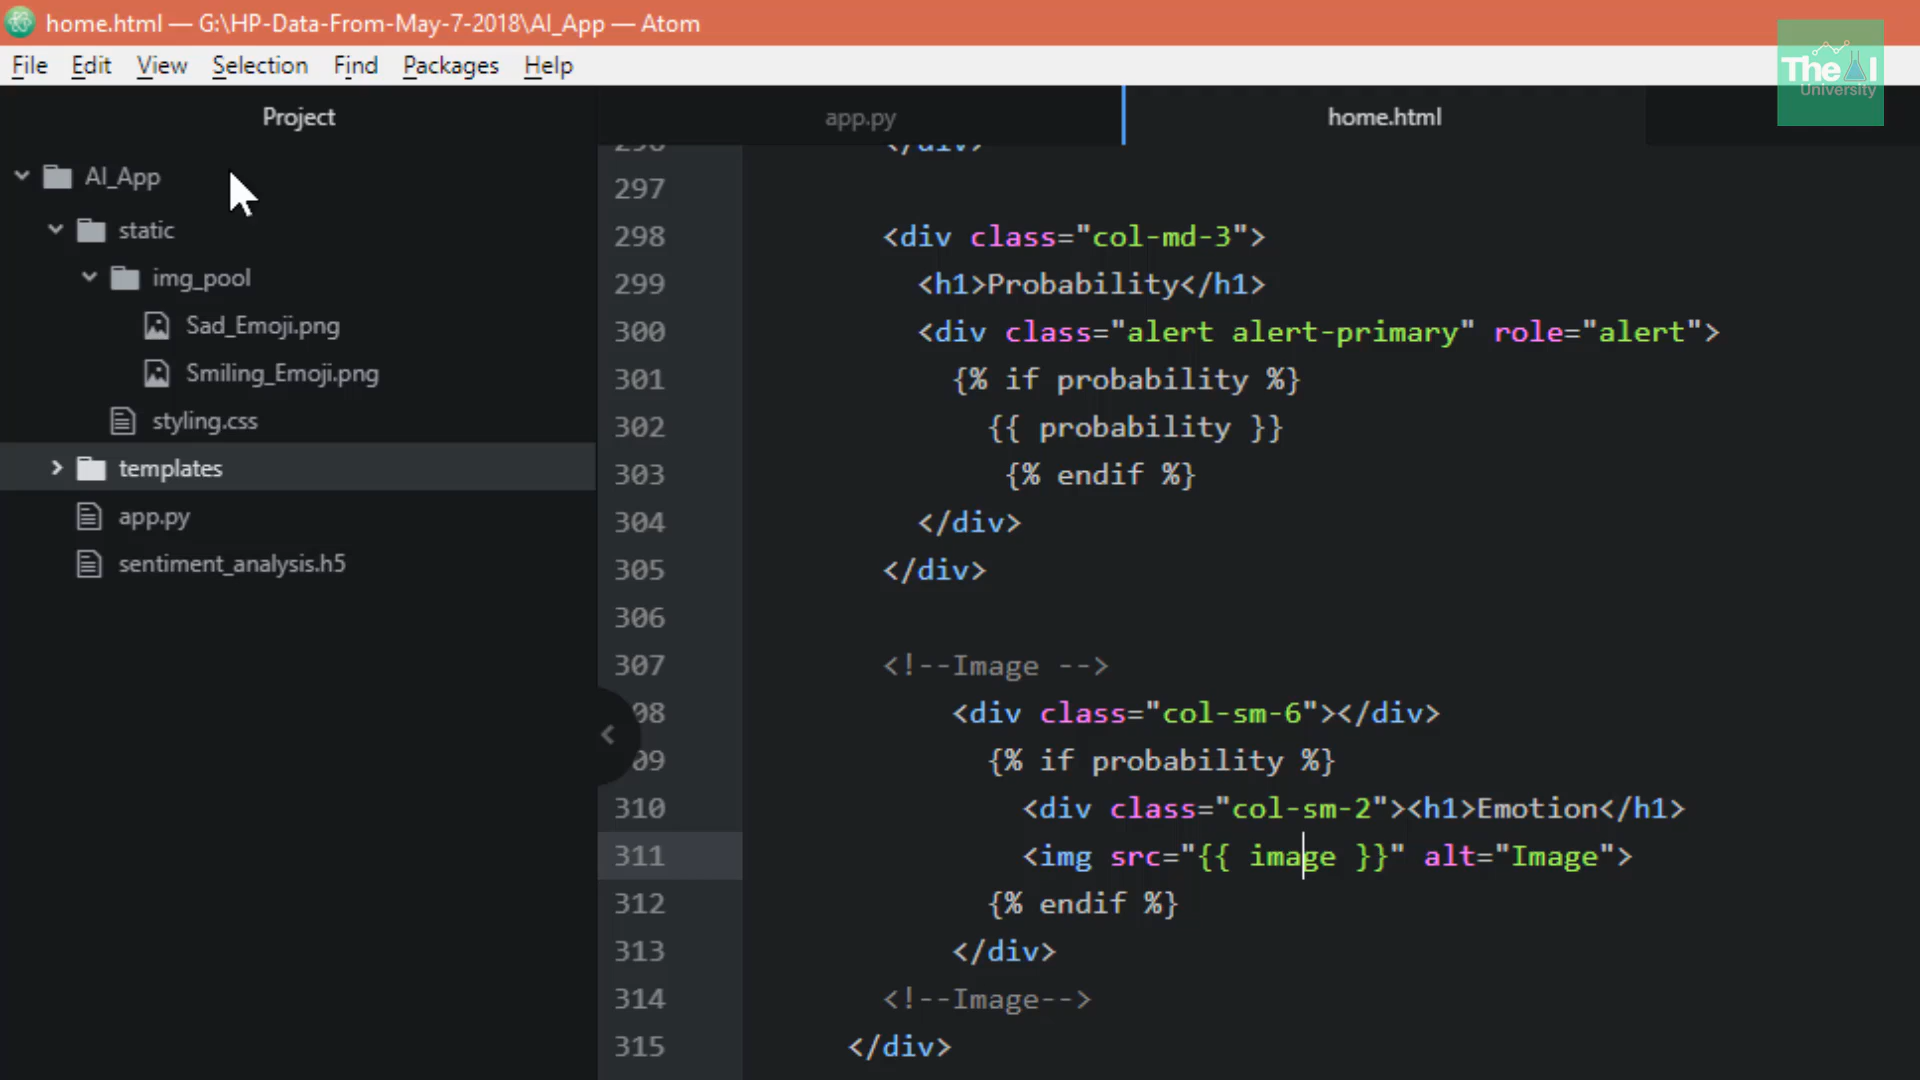 home.html — G:\HP-Data-From-May-7-2018\AI_App — Atom
File Edit View Selection Find Packages Help
The AI
University
Project
app.py
home.html
AI_App
static
img_pool
Sad_Emoji.png
Smiling_Emoji.png
styling.css
templates
app.py
sentiment_analysis.h5
296 </div>
297
298 <div class="col-md-3">
299 <h1>Probability</h1>
300 <div class="alert alert-primary" role="alert">
301 {% if probability %}
302 {{ probability }}
303 {% endif %}
304 </div>
305 </div>
306
307 <!--Image -->
08 <div class="col-sm-6"></div>
09 {% if probability %}
310 <div class="col-sm-2"><h1>Emotion</h1>
311 <img src="{{ image }}" alt="Image">
312 {% endif %}
313 </div>
314 <!--Image-->
315 </div>